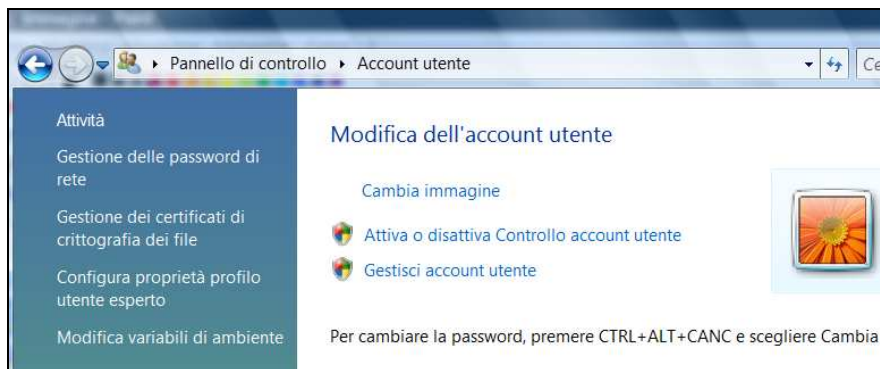 Pannello di controllo Account utente
Ce
Attività
Gestione delle password di
rete
Gestione dei certificati di
crittografia dei file
Configura proprietà profilo
utente esperto
Modifica variabili di ambiente
Modifica dell'account utente
Cambia immagine
Attiva o disattiva Controllo account utente
Gestisci account utente
Per cambiare la password, premere CTRL+ALT+CANC e scegliere Cambia